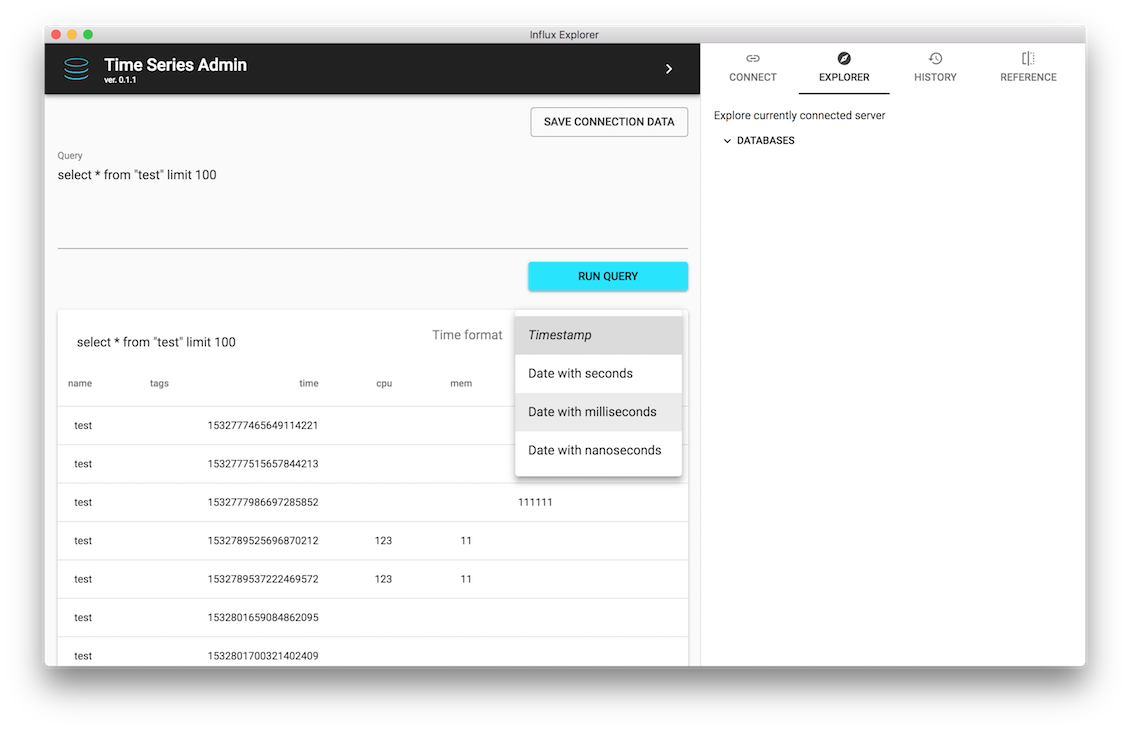 Influx Explorer
Time Series Admin
ver. 0.1.1
CONNECT EXPLORER HISTORY REFERENCE
SAVE CONNECTION DATA
Explore currently connected server
DATABASES
Query
select * from "test" limit 100
RUN QUERY
select * from "test" limit 100
Time format
Timestamp
Date with seconds
Date with milliseconds
Date with nanoseconds
name tags time cpu mem
test 1532777465649114221
test 1532777515657844213
test 1532777986697285852 111111
test 1532789525696870212 123 11
test 1532789537222469572 123 11
test 1532801659084862095
test 1532801700321402409